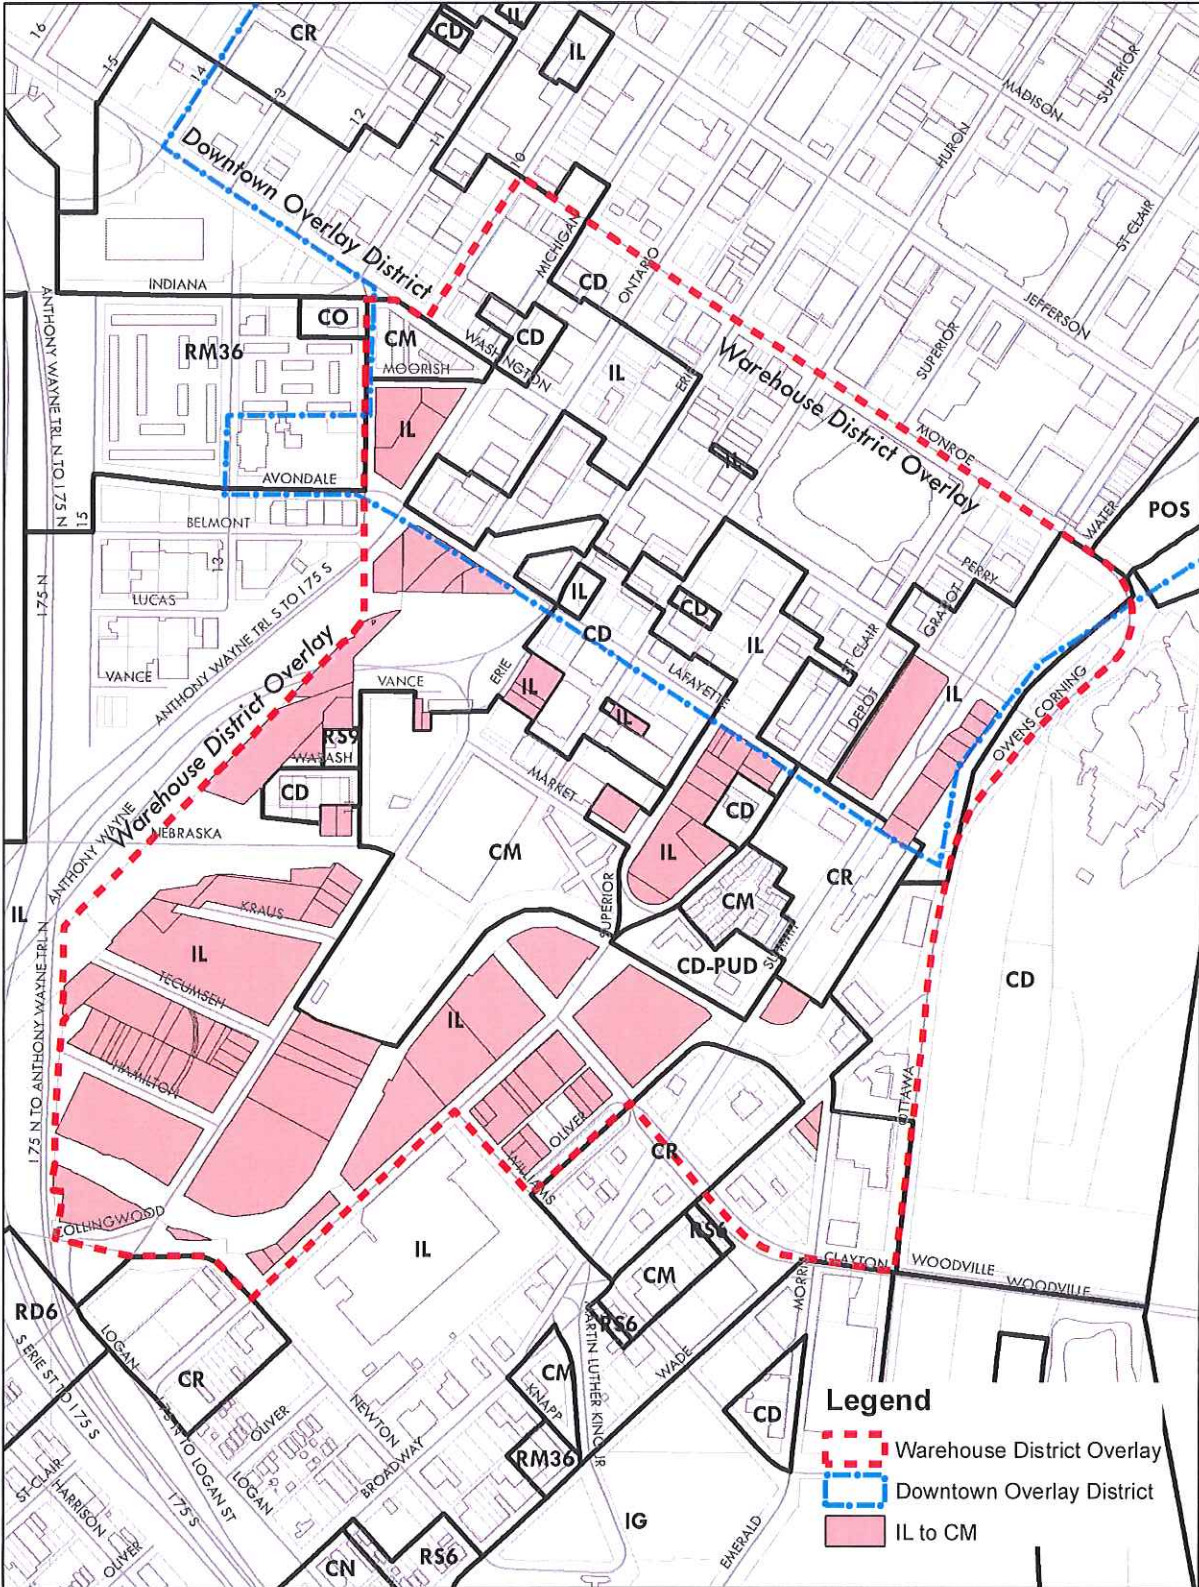 16
15
14
3
12
11
10
CR
CD
IL
IL
MADISON
SUPERIOR
HURON
ST CLAIR
JEFFERSON
Downtown Overlay District
MICHIGAN
ONTARIO
CD
INDIANA
CO
CM
CD
WASHINGTON
MOORISH
RM36
IL
ERIE
SUPERIOR
MONROE
Warehouse District Overlay
IL
AVONDALE
BELMONT
15
13
ANTHONY WAYNE TRL N TO I 75 N
WATER
POS
PERRY
GRABOT
I 75 N
LUCAS
VANCE
ANTHONY WAYNE TRL S TO I 75 S
IL
CD
CD
IL
ST CLAIR
LAFAYETTE
DEPOT
IL
OWENS CORNING
Warehouse District Overlay
VANCE
ERIE
IL
IL
RS9
WABASH
CD
MARKET
CD
NEBRASKA
ANTHONY WAYNE
CM
IL
CR
CM
IL
KRAUS
IL
SUPERIOR
SUMMIT
CD-PUD
CD
TECUMSEH
IL
HAMILTON
I 75 N TO ANTHONY WAYNE TRL N
OTTAWA
OLIVER
CR
WILLIAMS
COLLINGWOOD
IL
RS6
CLAYTON
WOODVILLE
WOODVILLE
CM
MORRIS
RD6
LOGAN
RS6
WADE
S ERIE ST TO I 75 S
CR
CM
KNAPP
MARTIN LUTHER KING JR
CD
I 75 N TO LOGAN ST
OLIVER
NEWTON
BROADWAY
LOGAN
RM36
ST CLAIR
HARRISON
OLIVER
I 75 S
IG
EMERALD
CN
RS6
Legend
Warehouse District Overlay
Downtown Overlay District
IL to CM